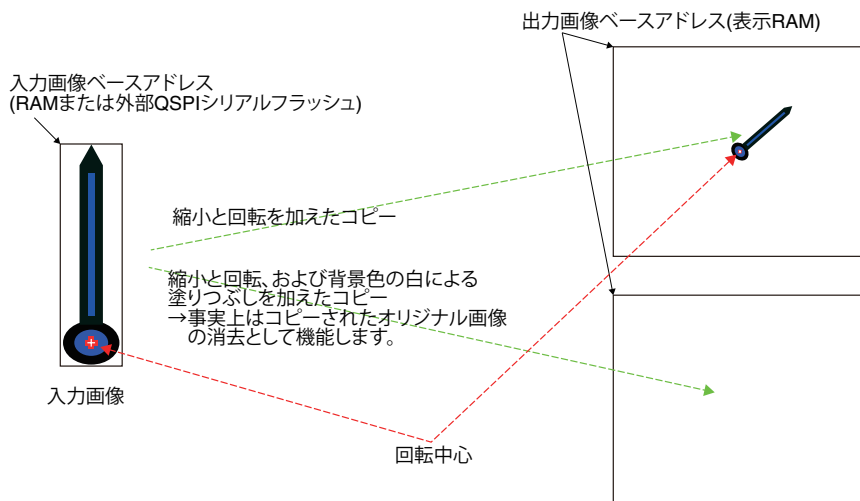 出力画像ベースアドレス(表示RAM)
入力画像ベースアドレス
(RAMまたは外部QSPIシリアルフラッシュ)
縮小と回転を加えたコピー
縮小と回転、および背景色の白による
塗りつぶしを加えたコピー
→事実上はコピーされたオリジナル画像
の消去として機能します。
入力画像
回転中心